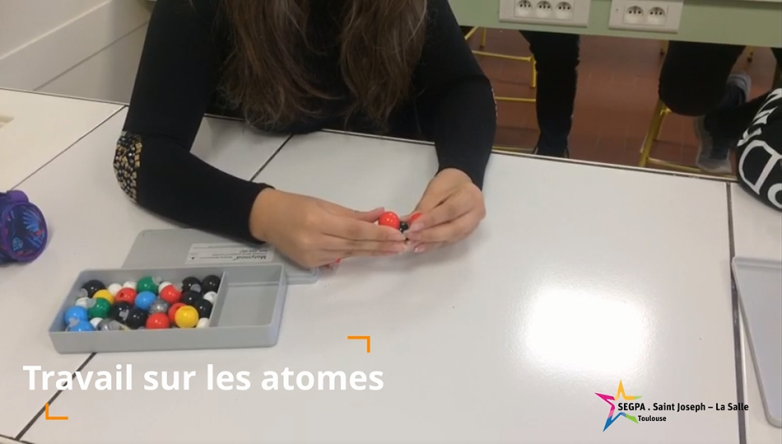 Travail sur les atomes
SEGPA . Saint Joseph – La Salle
Toulouse